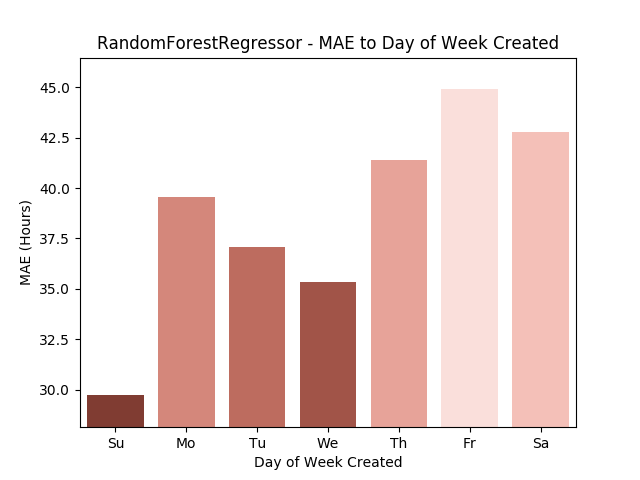 RandomForestRegressor - MAE to Day of Week Created
45.0
42.5
40.0
37.5
35.0
32.5
30.0
MAE (Hours)
Su Mo Tu We Th Fr Sa
Day of Week Created